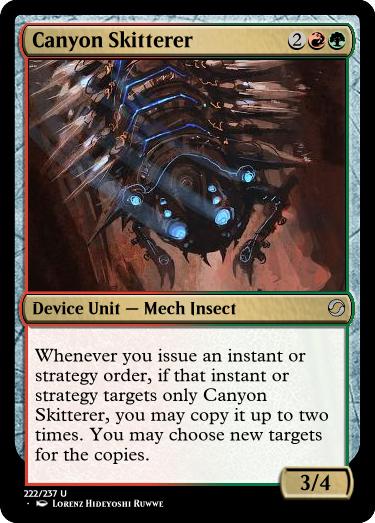 Canyon Skitterer 2
Device Unit — Mech Insect
Whenever you issue an instant or
strategy order, if that instant or
strategy targets only Canyon
Skitterer, you may copy it up to two
times. You may choose new targets
for the copies.
3/4
222/237 U
· Lorenz Hideyoshi Ruwwe